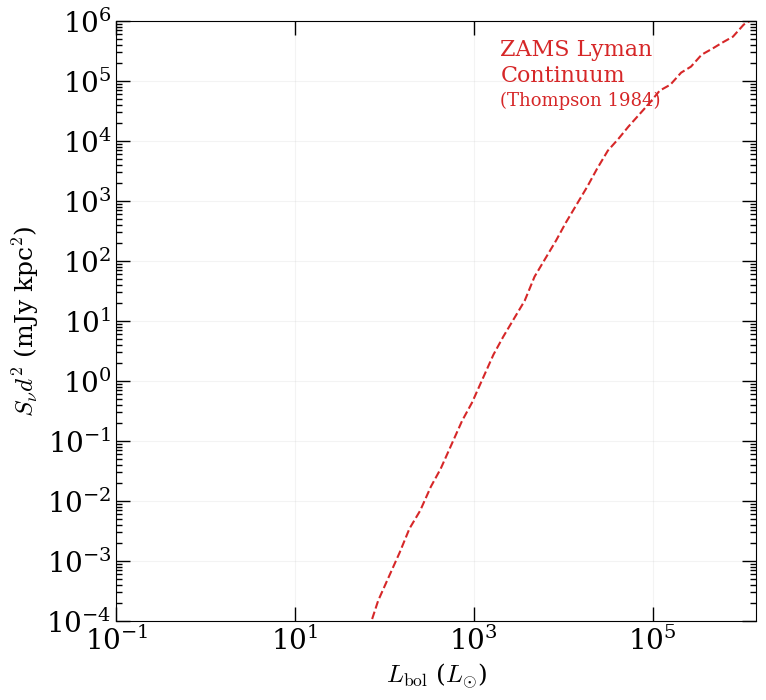 ZAMS Lyman
Continuum
(Thompson 1984)
10^6
10^5
10^4
10^3
10^2
10^1
10^0
10^−1
10^−2
10^−3
10^−4
S_ν d^2 (mJy kpc^2)
10^−1 10^1 10^3 10^5
L_bol (L_⊙)